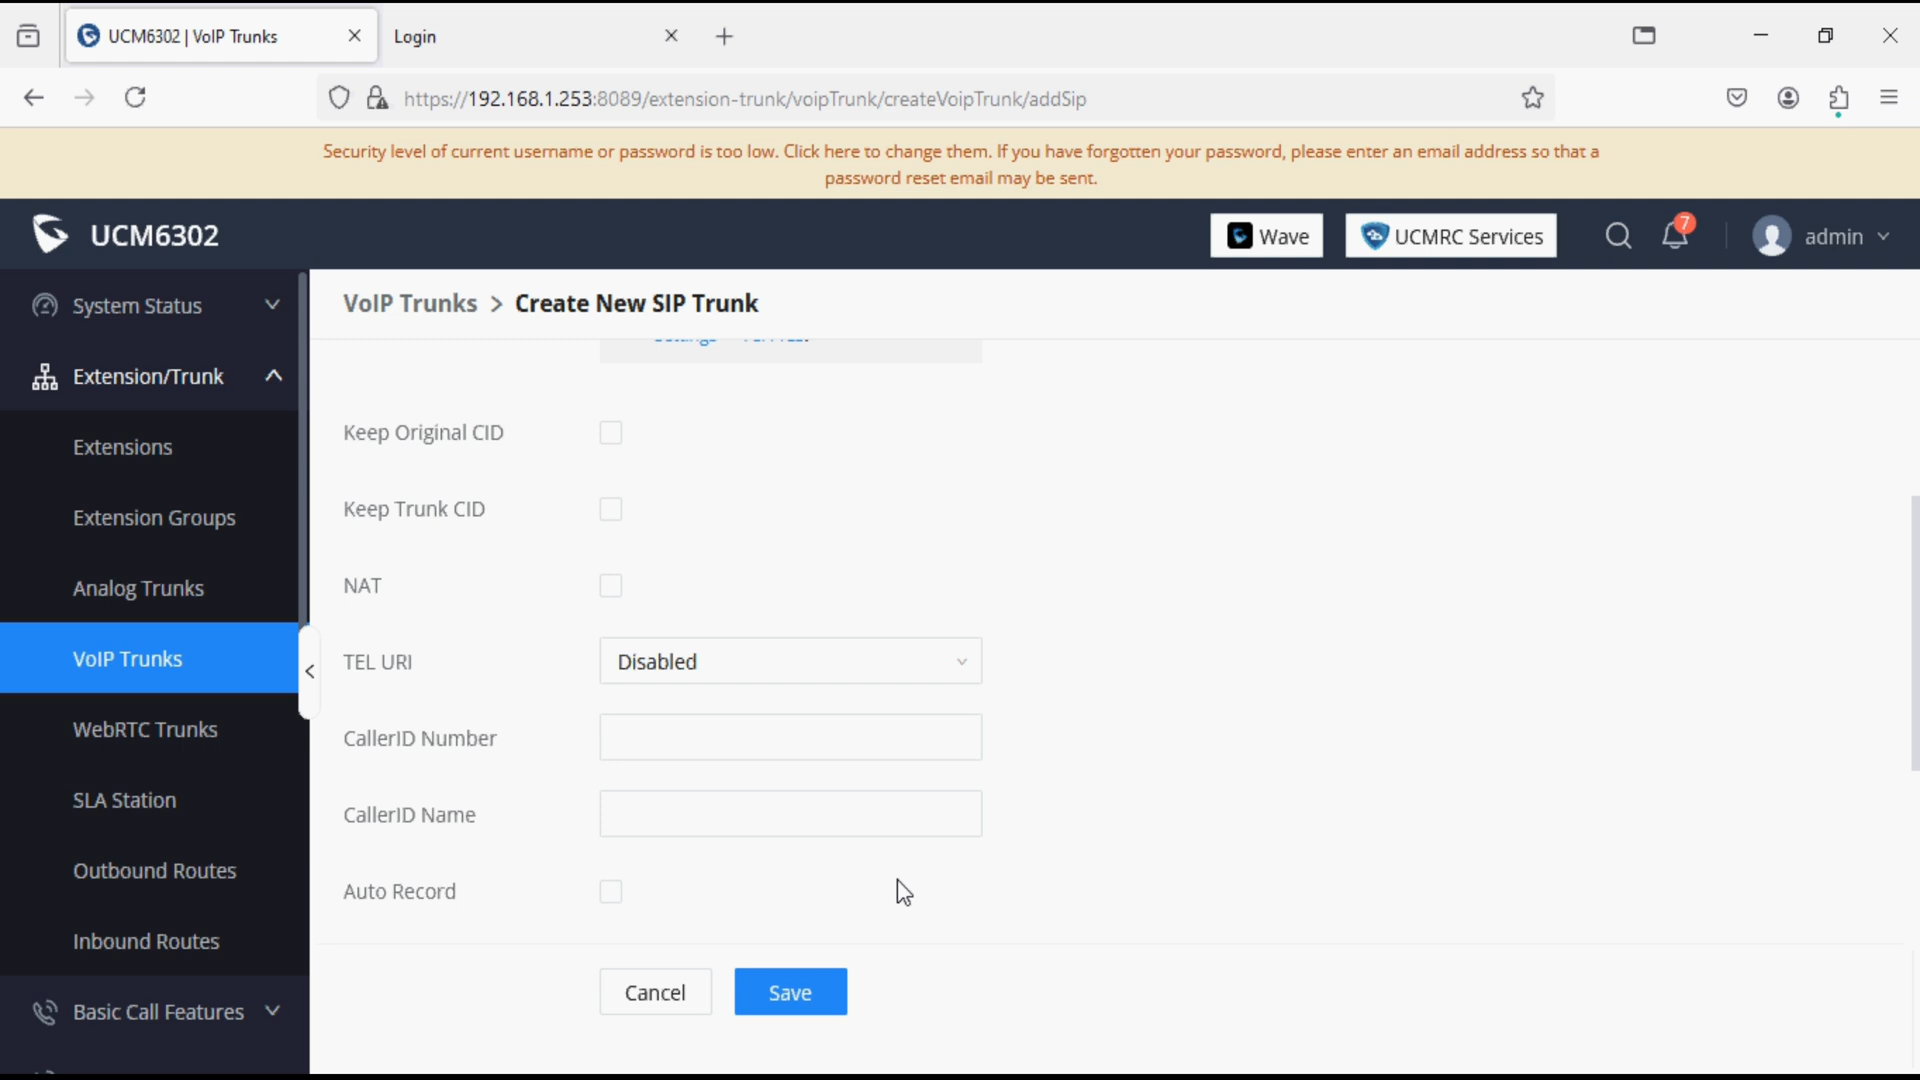 UCM6302 | VoIP Trunks
Login
https://192.168.1.253:8089/extension-trunk/voipTrunk/createVoipTrunk/addSip
Security level of current username or password is too low. Click here to change them. If you have forgotten your password, please enter an email address so that a
password reset email may be sent.
UCM6302
Wave
UCMRC Services
7
admin
System Status
Extension/Trunk
Extensions
Extension Groups
Analog Trunks
VoIP Trunks
WebRTC Trunks
SLA Station
Outbound Routes
Inbound Routes
Basic Call Features
VoIP Trunks > Create New SIP Trunk
Keep Original CID
Keep Trunk CID
NAT
TEL URI
Disabled
CallerID Number
CallerID Name
Auto Record
Cancel
Save